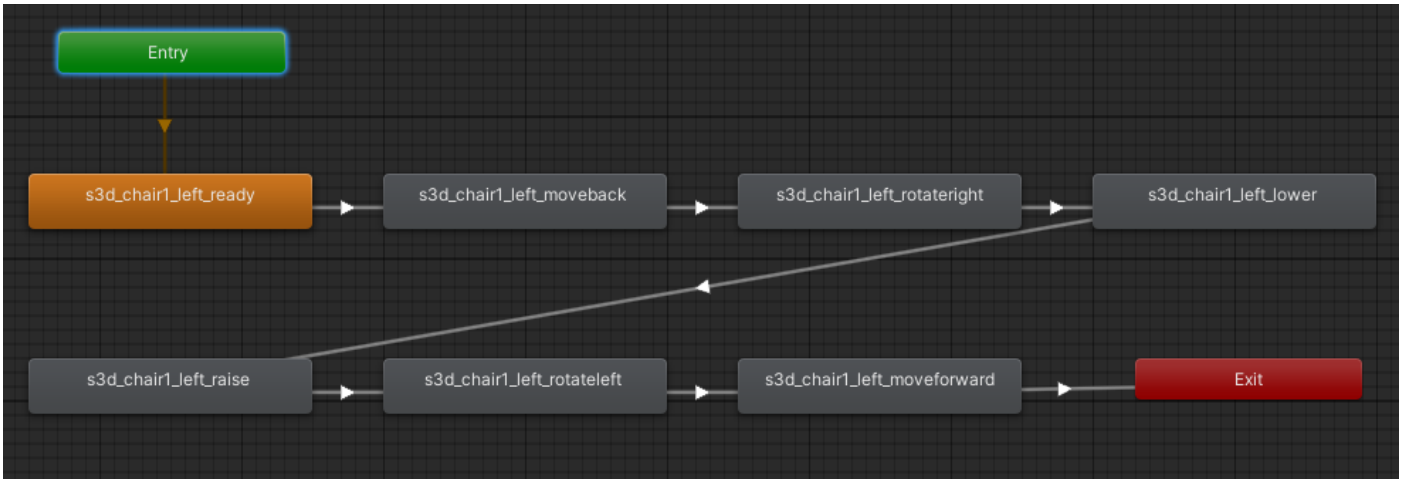 Entry
s3d_chair1_left_ready
s3d_chair1_left_moveback
s3d_chair1_left_rotateright
s3d_chair1_left_lower
s3d_chair1_left_raise
s3d_chair1_left_rotateleft
s3d_chair1_left_moveforward
Exit